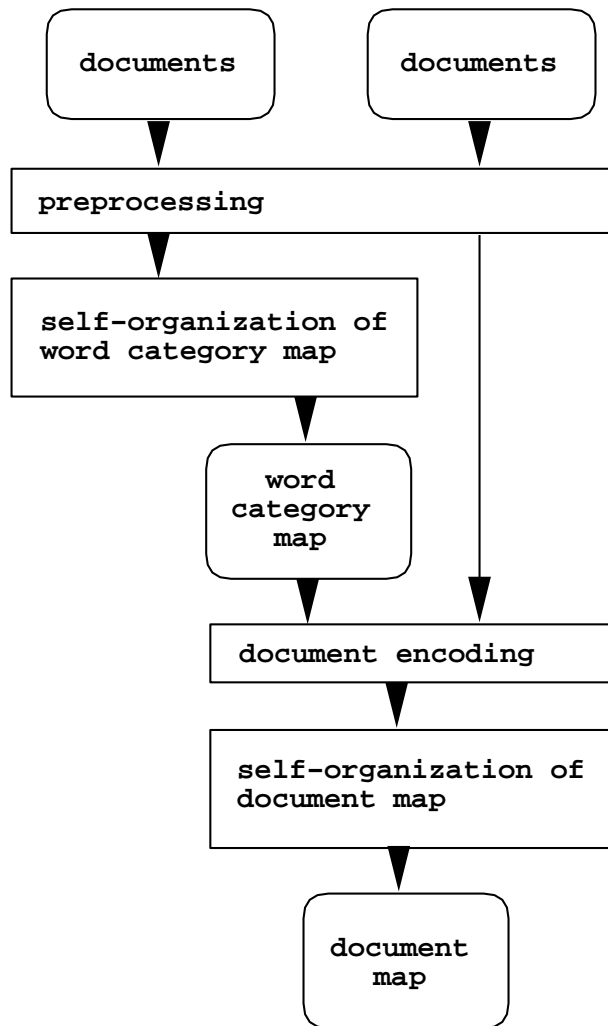 documents
documents
preprocessing
self-organization of
word category map
word
category
map
document encoding
self-organization of
document map
document
map